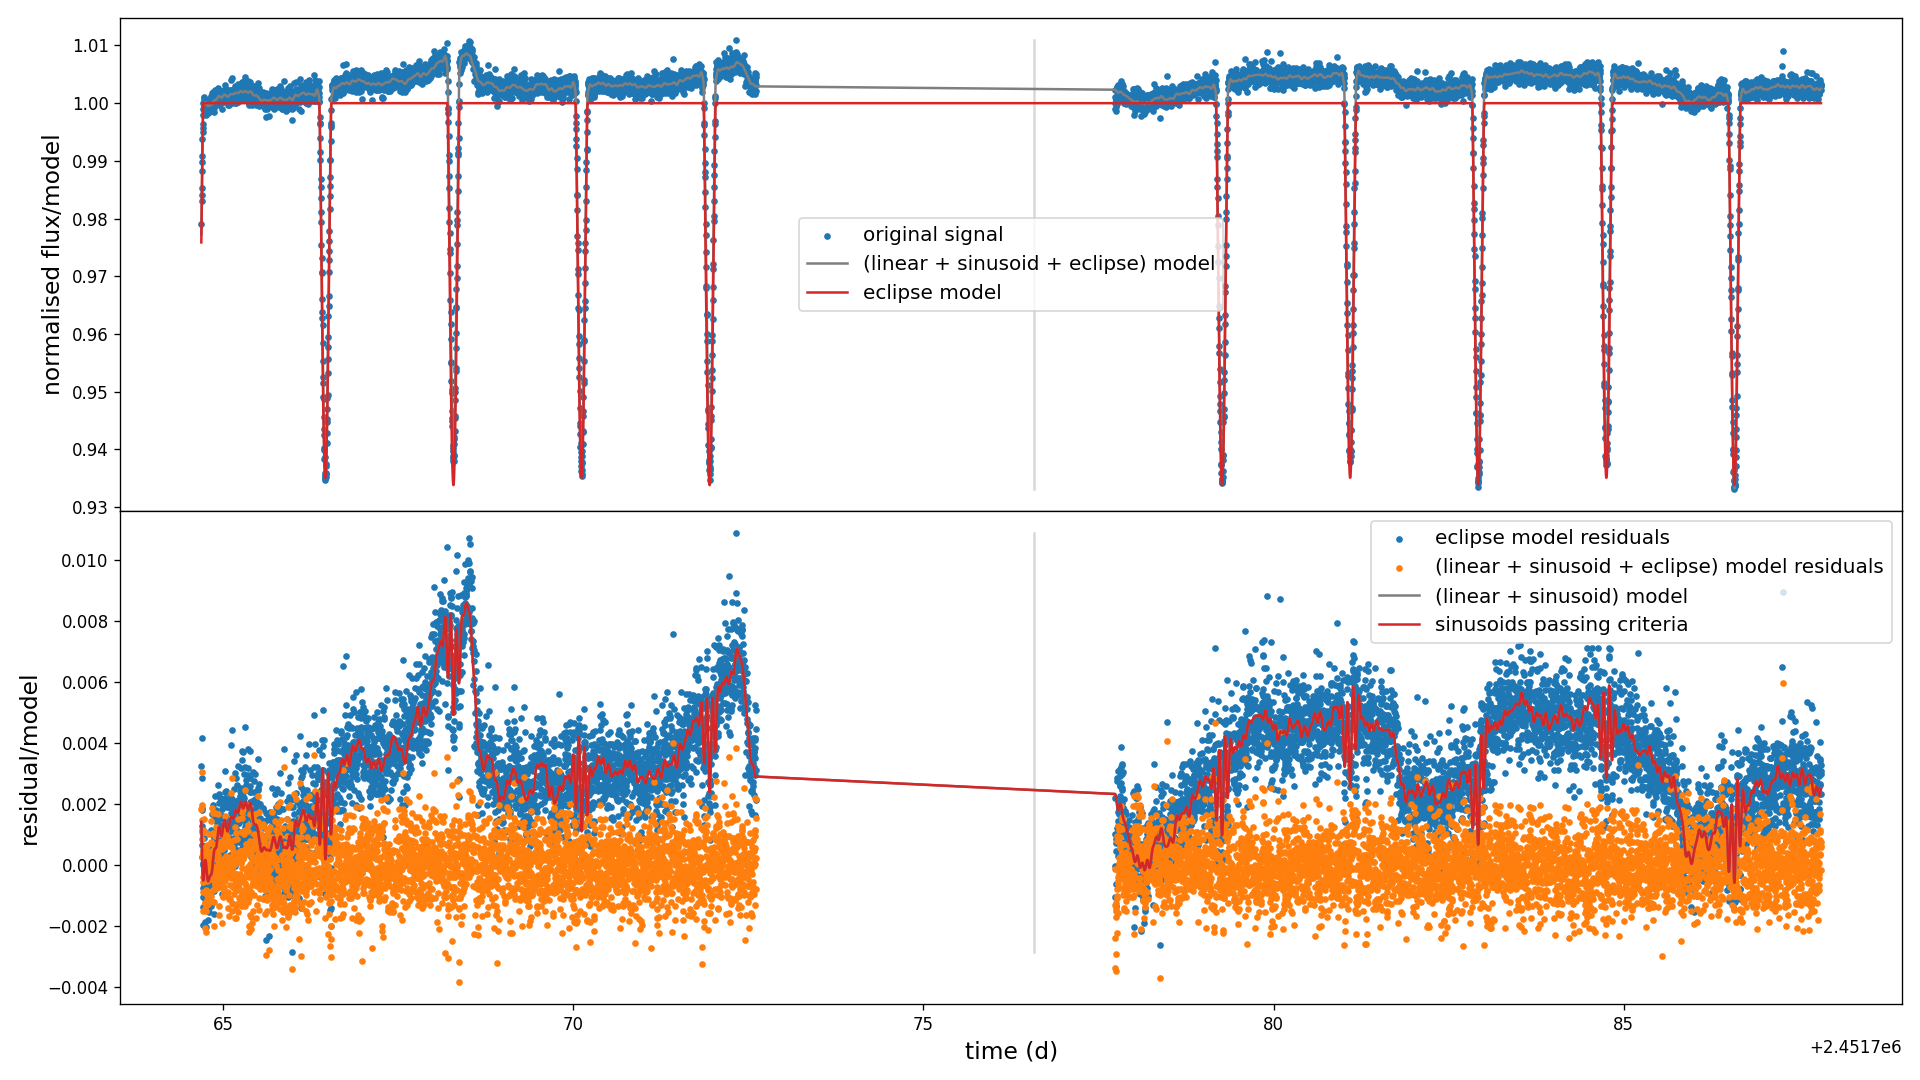 1.01
1.00
0.99
0.98
0.97
0.96
0.95
0.94
0.93
normalised flux/model
original signal
(linear + sinusoid + eclipse) model
eclipse model
0.010
0.008
0.006
0.004
0.002
0.000
−0.002
−0.004
residual/model
eclipse model residuals
(linear + sinusoid + eclipse) model residuals
(linear + sinusoid) model
sinusoids passing criteria
65 70 75 80 85
time (d)
+2.4517e6